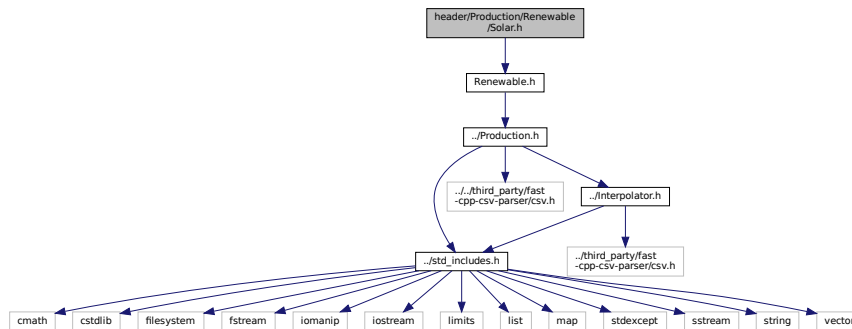 header/Production/Renewable
/Solar.h
Renewable.h
../Production.h
../../third_party/fast
-cpp-csv-parser/csv.h
../Interpolator.h
../std_includes.h
../third_party/fast
-cpp-csv-parser/csv.h
cmath
cstdlib
filesystem
fstream
iomanip
iostream
limits
list
map
stdexcept
sstream
string
vector